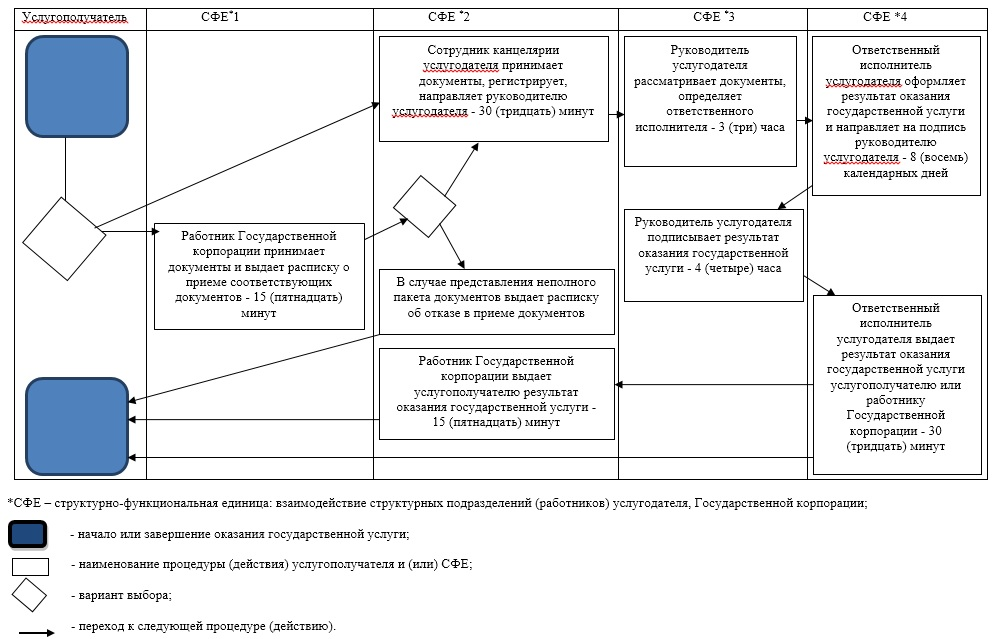 Услугополучатель
СФЕ*1
СФЕ *2
СФЕ *3
СФЕ *4
Сотрудник канцелярии
услугодателя принимает
документы, регистрирует,
направляет руководителю
услугодателя - 30 (тридцать) минут
Руководитель
услугодателя
рассматривает документы,
определяет
ответственного
исполнителя - 3 (три) часа
Ответственный
исполнитель
услугодателя оформляет
результат оказания
государственной услуги
и направляет на подпись
руководителю
услугодателя - 8 (восемь)
календарных дней
Работник Государственной
корпорации принимает
документы и выдает расписку о
приеме соответствующих
документов - 15 (пятнадцать)
минут
Руководитель услугодателя
подписывает результат
оказания государственной
услуги - 4 (четыре) часа
В случае представления неполного
пакета документов выдает расписку
об отказе в приеме документов
Ответственный
исполнитель
услугодателя выдает
результат оказания
государственной услуги
услугополучателю или
работнику
Государственной
корпорации - 30
(тридцать) минут
Работник Государственной
корпорации выдает
услугополучателю результат
оказания государственной услуги -
15 (пятнадцать) минут
*СФЕ – структурно-функциональная единица: взаимодействие структурных подразделений (работников) услугодателя, Государственной корпорации;
- начало или завершение оказания государственной услуги;
- наименование процедуры (действия) услугополучателя и (или) СФЕ;
- вариант выбора;
- переход к следующей процедуре (действию).